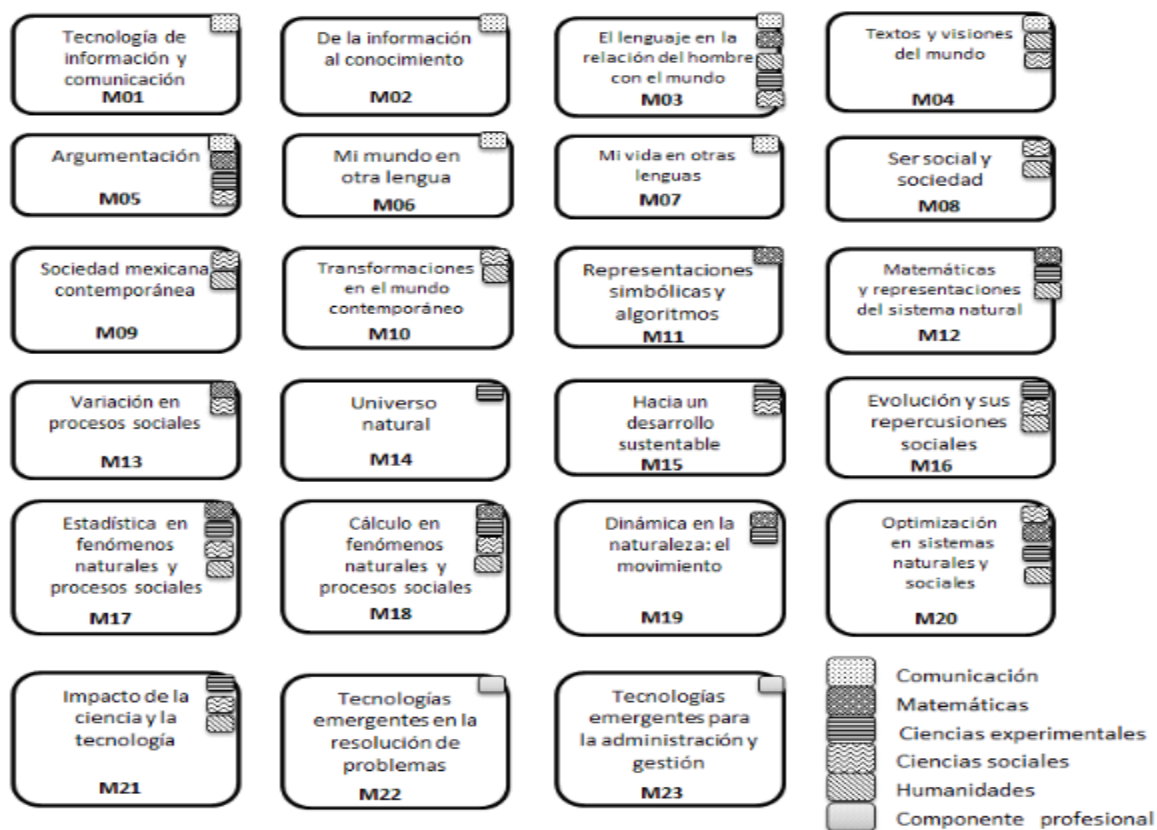 Tecnología de
información y
comunicación
M01
De la información
al conocimiento
M02
El lenguaje en la
relación del hombre
con el mundo
M03
Textos y visiones
del mundo
M04
Argumentación
M05
Mi mundo en
otra lengua
M06
Mi vida en otras
lenguas
M07
Ser social y
sociedad
M08
Sociedad mexicana
contemporánea
M09
Transformaciones
en el mundo
contemporáneo
M10
Representaciones
simbólicas y
algoritmos
M11
Matemáticas
y representaciones
del sistema natural
M12
Variación en
procesos sociales
M13
Universo
natural
M14
Hacia un
desarrollo
sustentable
M15
Evolución y sus
repercusiones
sociales
M16
Estadística en
fenómenos
naturales y
procesos sociales
M17
Cálculo en
fenómenos
naturales y
procesos sociales
M18
Dinámica en la
naturaleza: el
movimiento
M19
Optimización
en sistemas
naturales y
sociales
M20
Impacto de la
ciencia y la
tecnología
M21
Tecnologías
emergentes en la
resolución de
problemas
M22
Tecnologías
emergentes para
la administración y
gestión
M23
Comunicación
Matemáticas
Ciencias experimentales
Ciencias sociales
Humanidades
Componente profesional